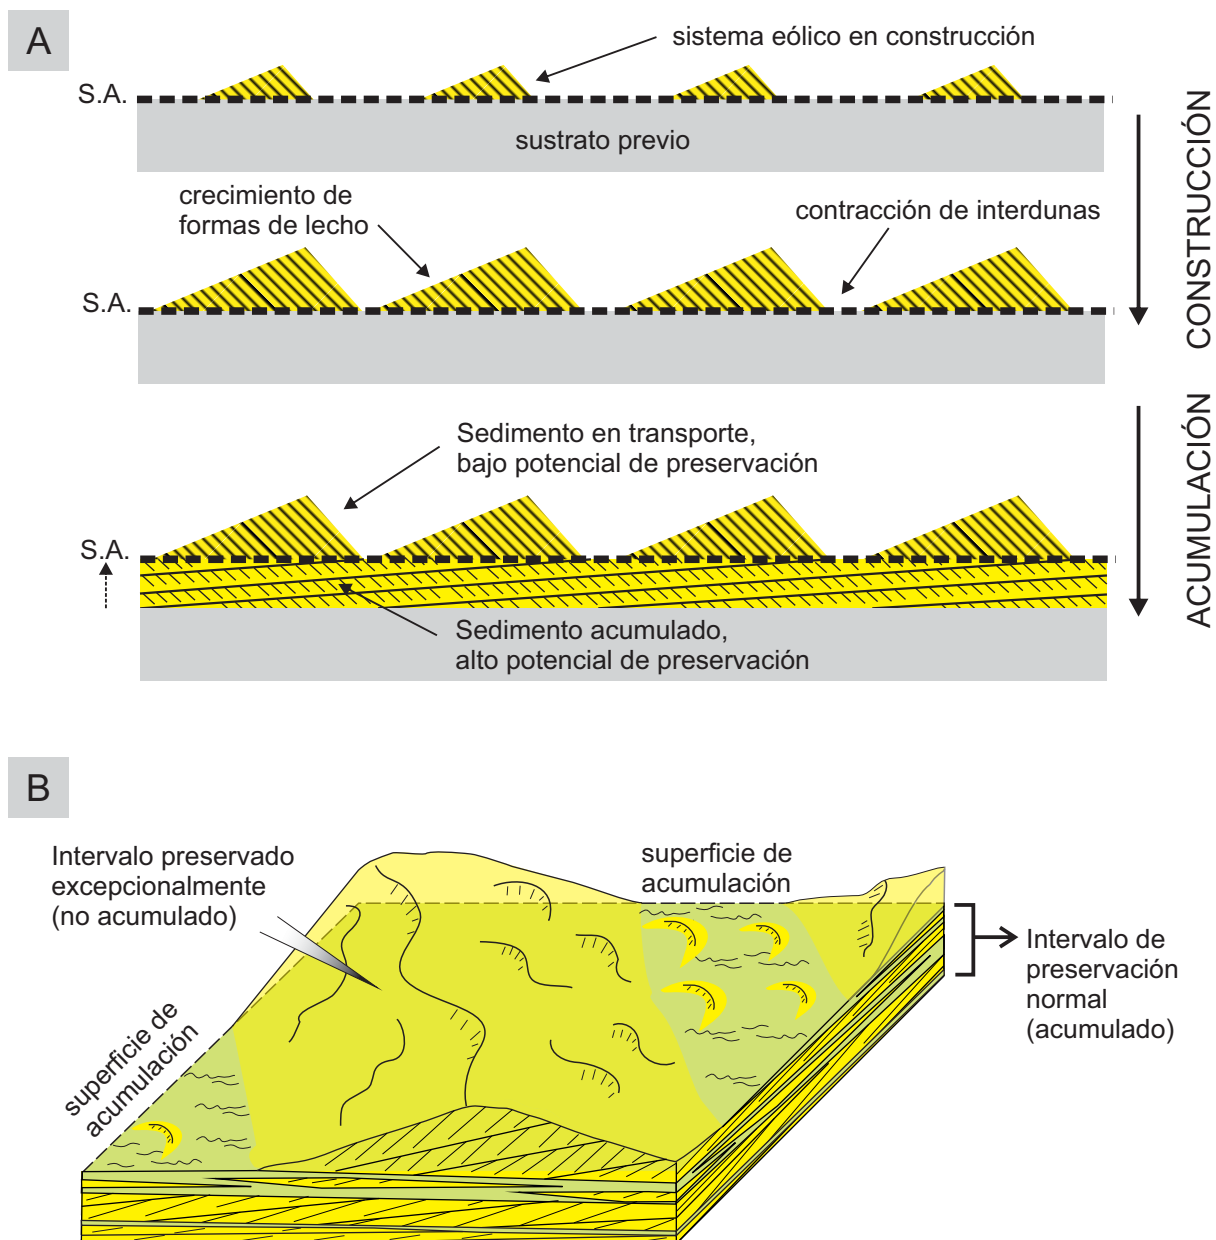 A
sistema eólico en construcción
S.A.
sustrato previo
crecimiento de
formas de lecho
contracción de interdunas
S.A.
CONSTRUCCIÓN
Sedimento en transporte,
bajo potencial de preservación
S.A.
Sedimento acumulado,
alto potencial de preservación
ACUMULACIÓN
B
Intervalo preservado
excepcionalmente
(no acumulado)
superficie de
acumulación
Intervalo de
preservación
normal
(acumulado)
superficie de
acumulación